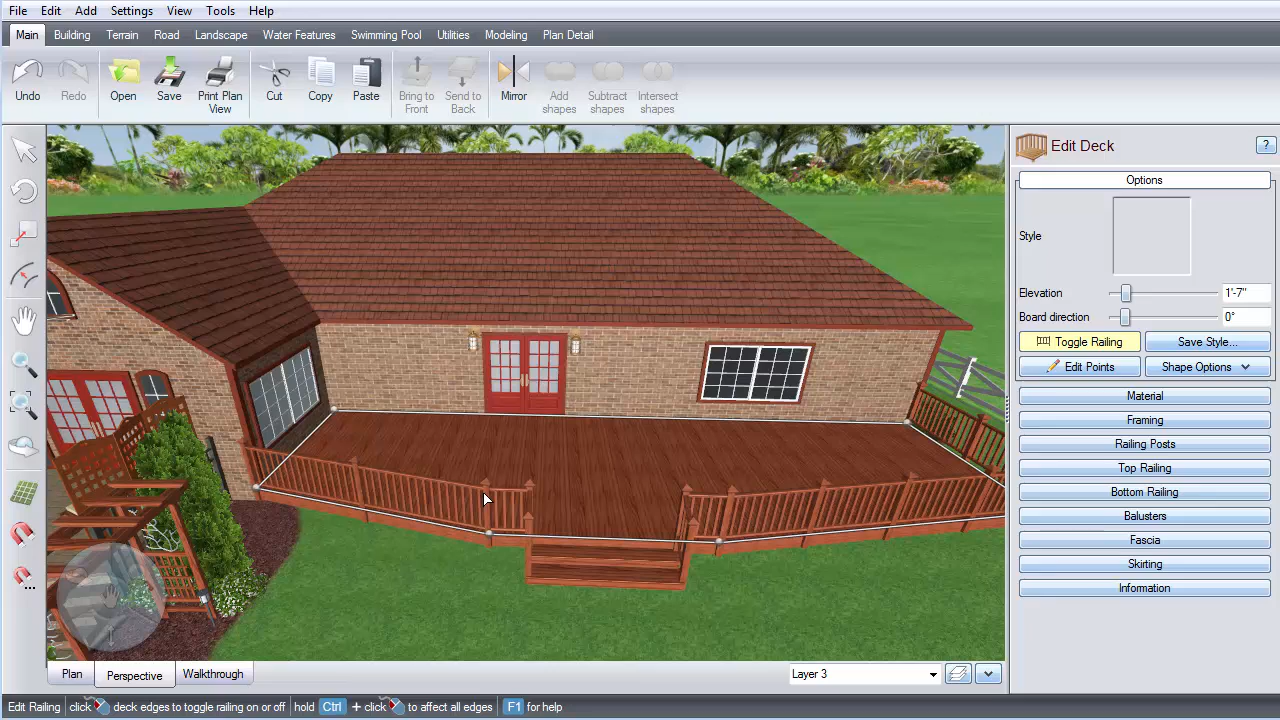 File Edit Add Settings View Tools Help
Main Building Terrain Road Landscape Water Features Swimming Pool Utilities Modeling Plan Detail
Undo Redo Open Save Print Plan View Cut Copy Paste Bring to Front Send to Back Mirror Add shapes Subtract shapes Intersect shapes
Edit Deck ?
Options
Style
Elevation 1'-7"
Board direction 0°
Toggle Railing Save Style...
Edit Points Shape Options
Material
Framing
Railing Posts
Top Railing
Bottom Railing
Balusters
Fascia
Skirting
Information
Plan Perspective Walkthrough Layer 3
Edit Railing click deck edges to toggle railing on or off hold Ctrl + click to affect all edges F1 for help